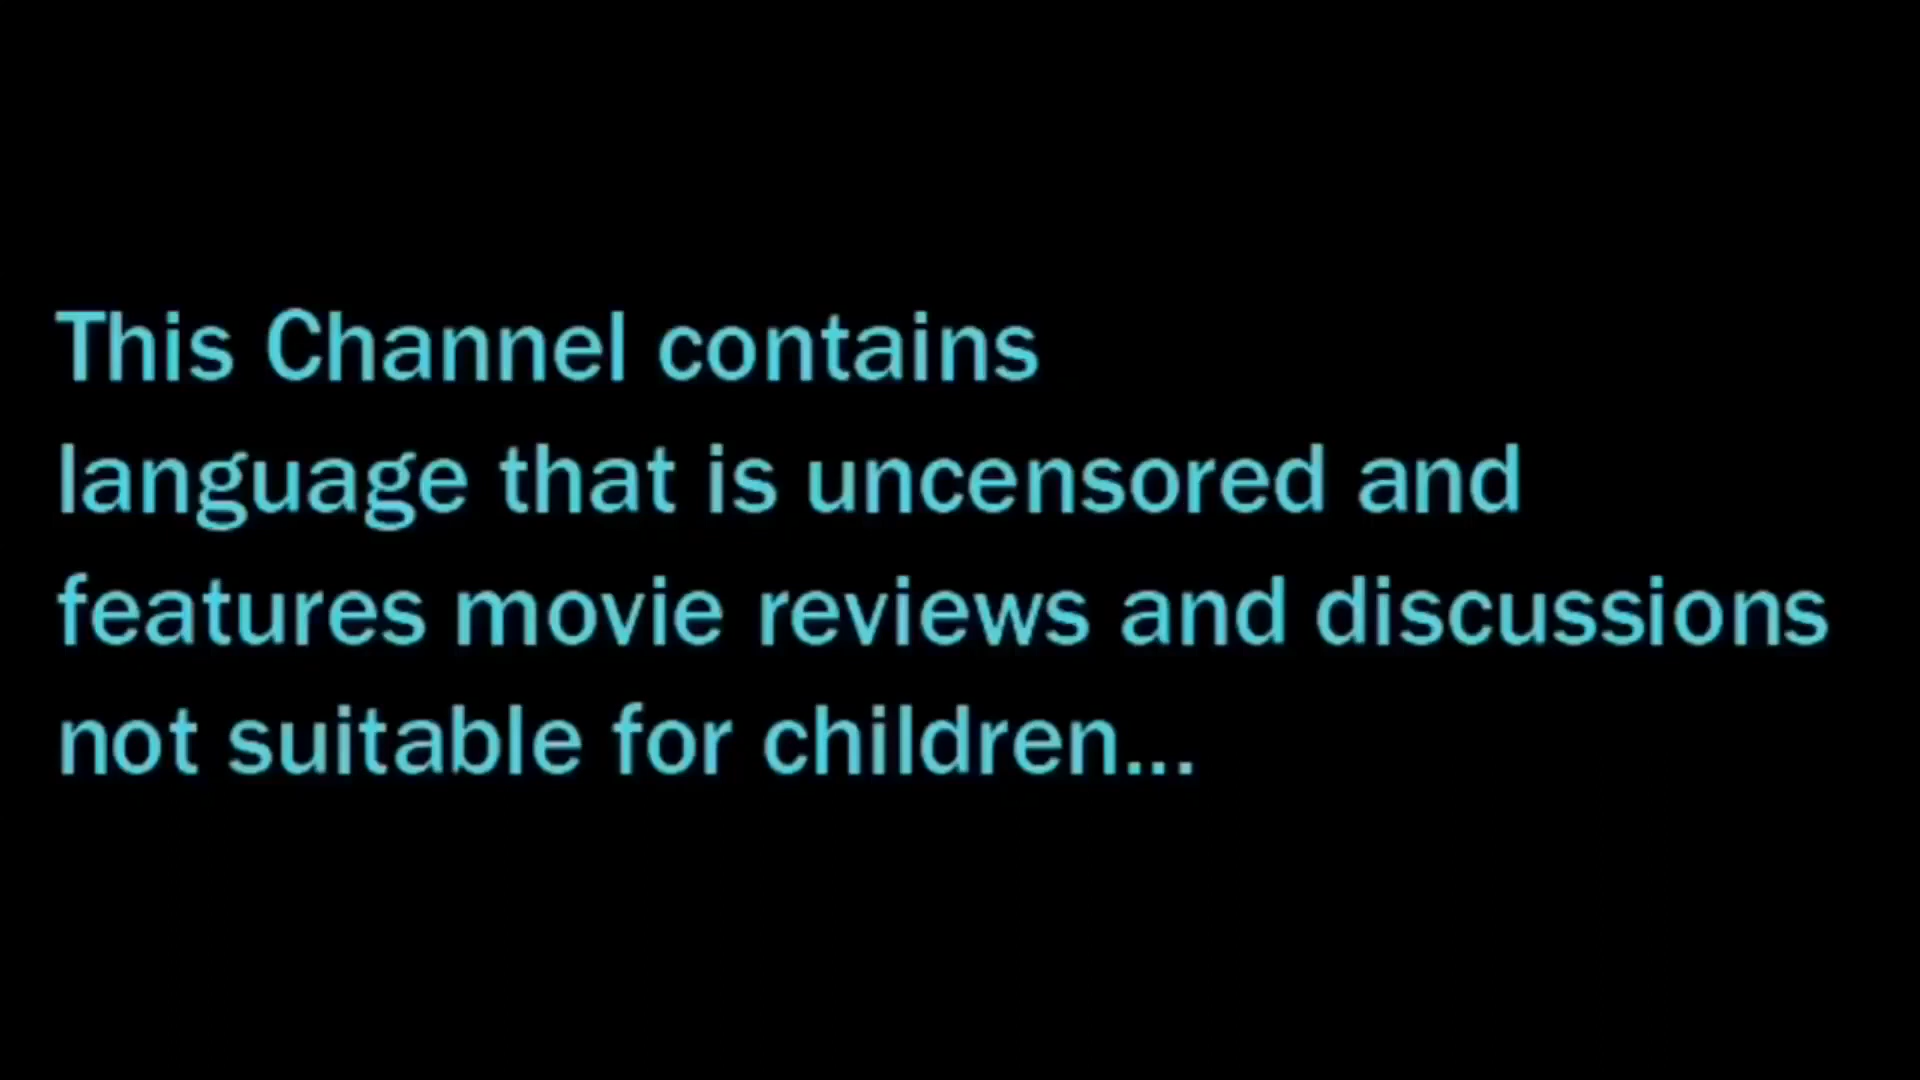 This Channel contains
language that is uncensored and
features movie reviews and discussions
not suitable for children...